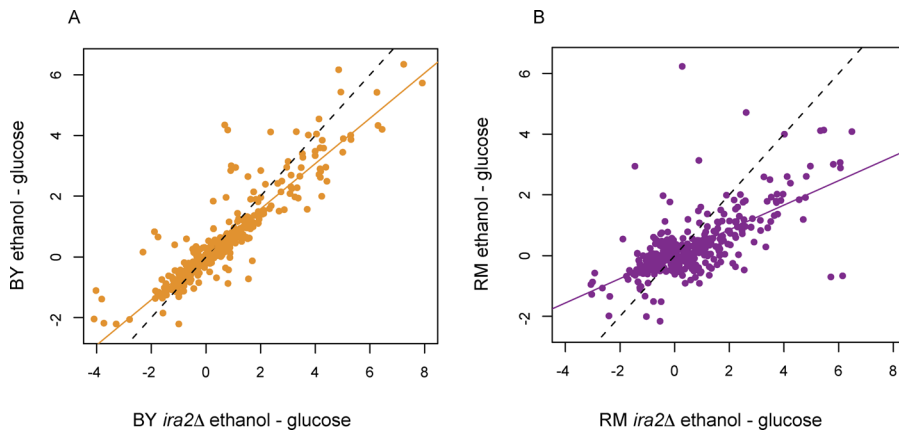 A
6
4
2
0
-2
BY ethanol - glucose
-4 -2 0 2 4 6 8
BY ira2Δ ethanol - glucose
B
6
4
2
0
-2
RM ethanol - glucose
-4 -2 0 2 4 6 8
RM ira2Δ ethanol - glucose